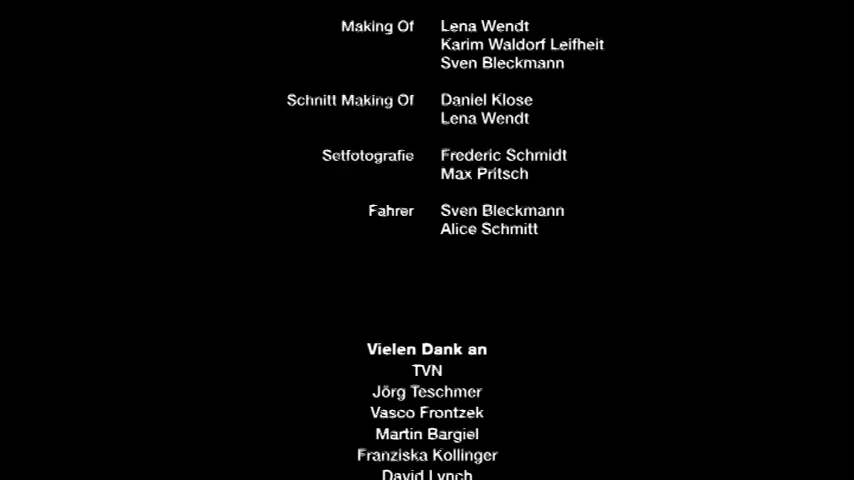 Making Of Lena Wendt
Karim Waldorf Leifheit
Sven Bleckmann
Schnitt Making Of Daniel Klose
Lena Wendt
Setfotografie Frederic Schmidt
Max Pritsch
Fahrer Sven Bleckmann
Alice Schmitt
Vielen Dank an
TVN
Jörg Teschmer
Vasco Frontzek
Martin Bargiel
Franziska Kollinger
David Lynch